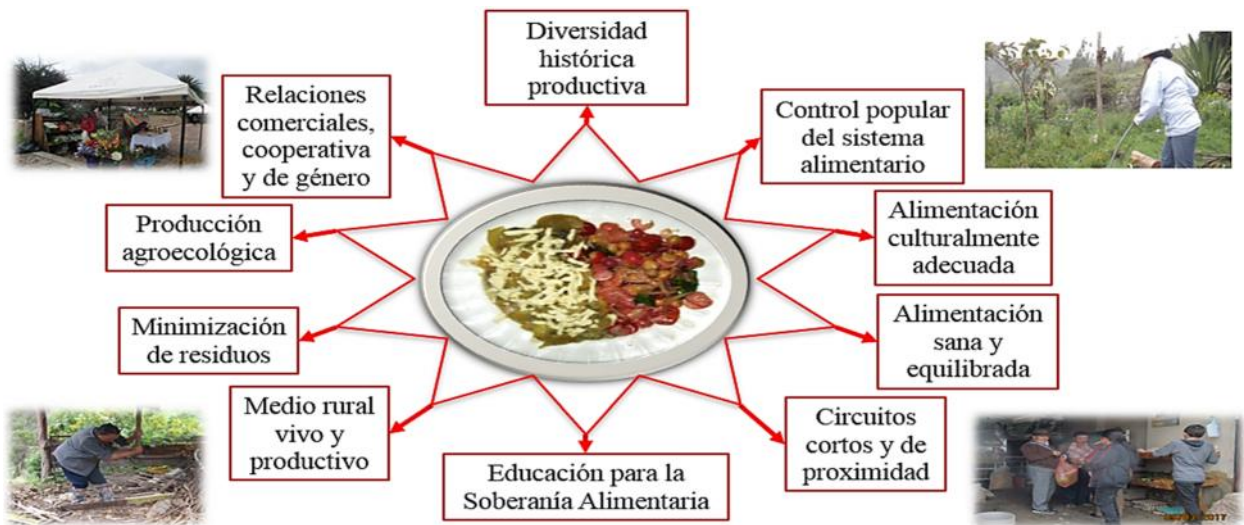 Diversidad
histórica
productiva
Relaciones
comerciales,
cooperativa
y de género
Control popular
del sistema
alimentario
Producción
agroecológica
Alimentación
culturalmente
adecuada
Minimización
de residuos
Alimentación
sana y
equilibrada
Medio rural
vivo y
productivo
Circuitos
cortos y de
proximidad
Educación para la
Soberanía Alimentaria